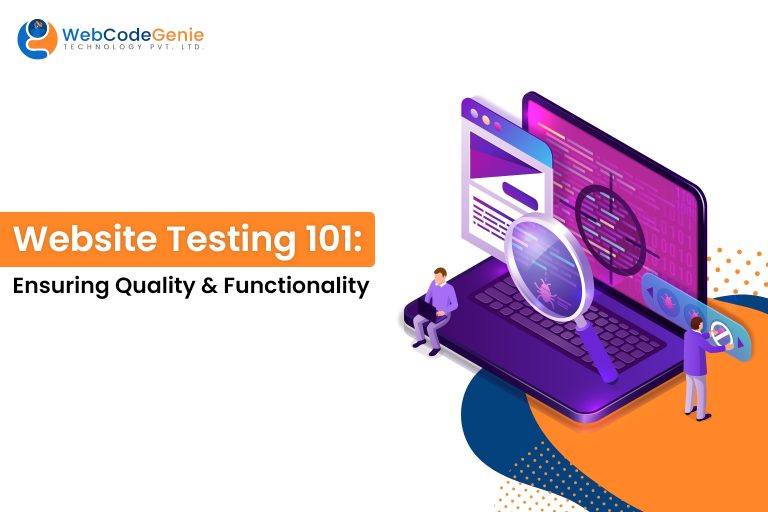 WebCodeGenie
TECHNOLOGY PVT. LTD.
Website Testing 101:
Ensuring Quality & Functionality